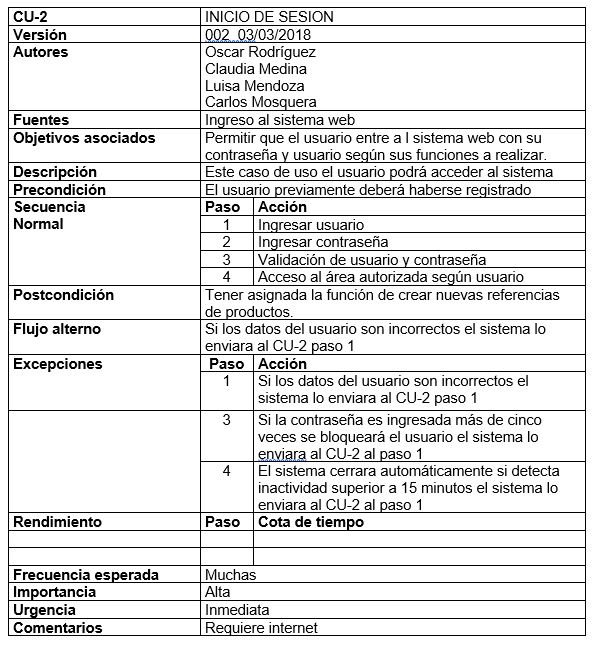 CU-2 INICIO DE SESION
Versión 002 03/03/2018
Autores Oscar Rodríguez
Claudia Medina
Luisa Mendoza
Carlos Mosquera
Fuentes Ingreso al sistema web
Objetivos asociados Permitir que el usuario entre a l sistema web con su
contraseña y usuario según sus funciones a realizar.
Descripción Este caso de uso el usuario podrá acceder al sistema
Precondición El usuario previamente deberá haberse registrado
Secuencia Paso Acción
Normal 1 Ingresar usuario
2 Ingresar contraseña
3 Validación de usuario y contraseña
4 Acceso al área autorizada según usuario
Postcondición Tener asignada la función de crear nuevas referencias
de productos.
Flujo alterno Si los datos del usuario son incorrectos el sistema lo
enviara al CU-2 paso 1
Excepciones Paso Acción
1 Si los datos del usuario son incorrectos el
sistema lo enviara al CU-2 paso 1
3 Si la contraseña es ingresada más de cinco
veces se bloqueará el usuario el sistema lo
enviara al CU-2 al paso 1
4 El sistema cerrara automáticamente si detecta
inactividad superior a 15 minutos el sistema lo
enviara al CU-2 al paso 1
Rendimiento Paso Cota de tiempo
Frecuencia esperada Muchas
Importancia Alta
Urgencia Inmediata
Comentarios Requiere internet